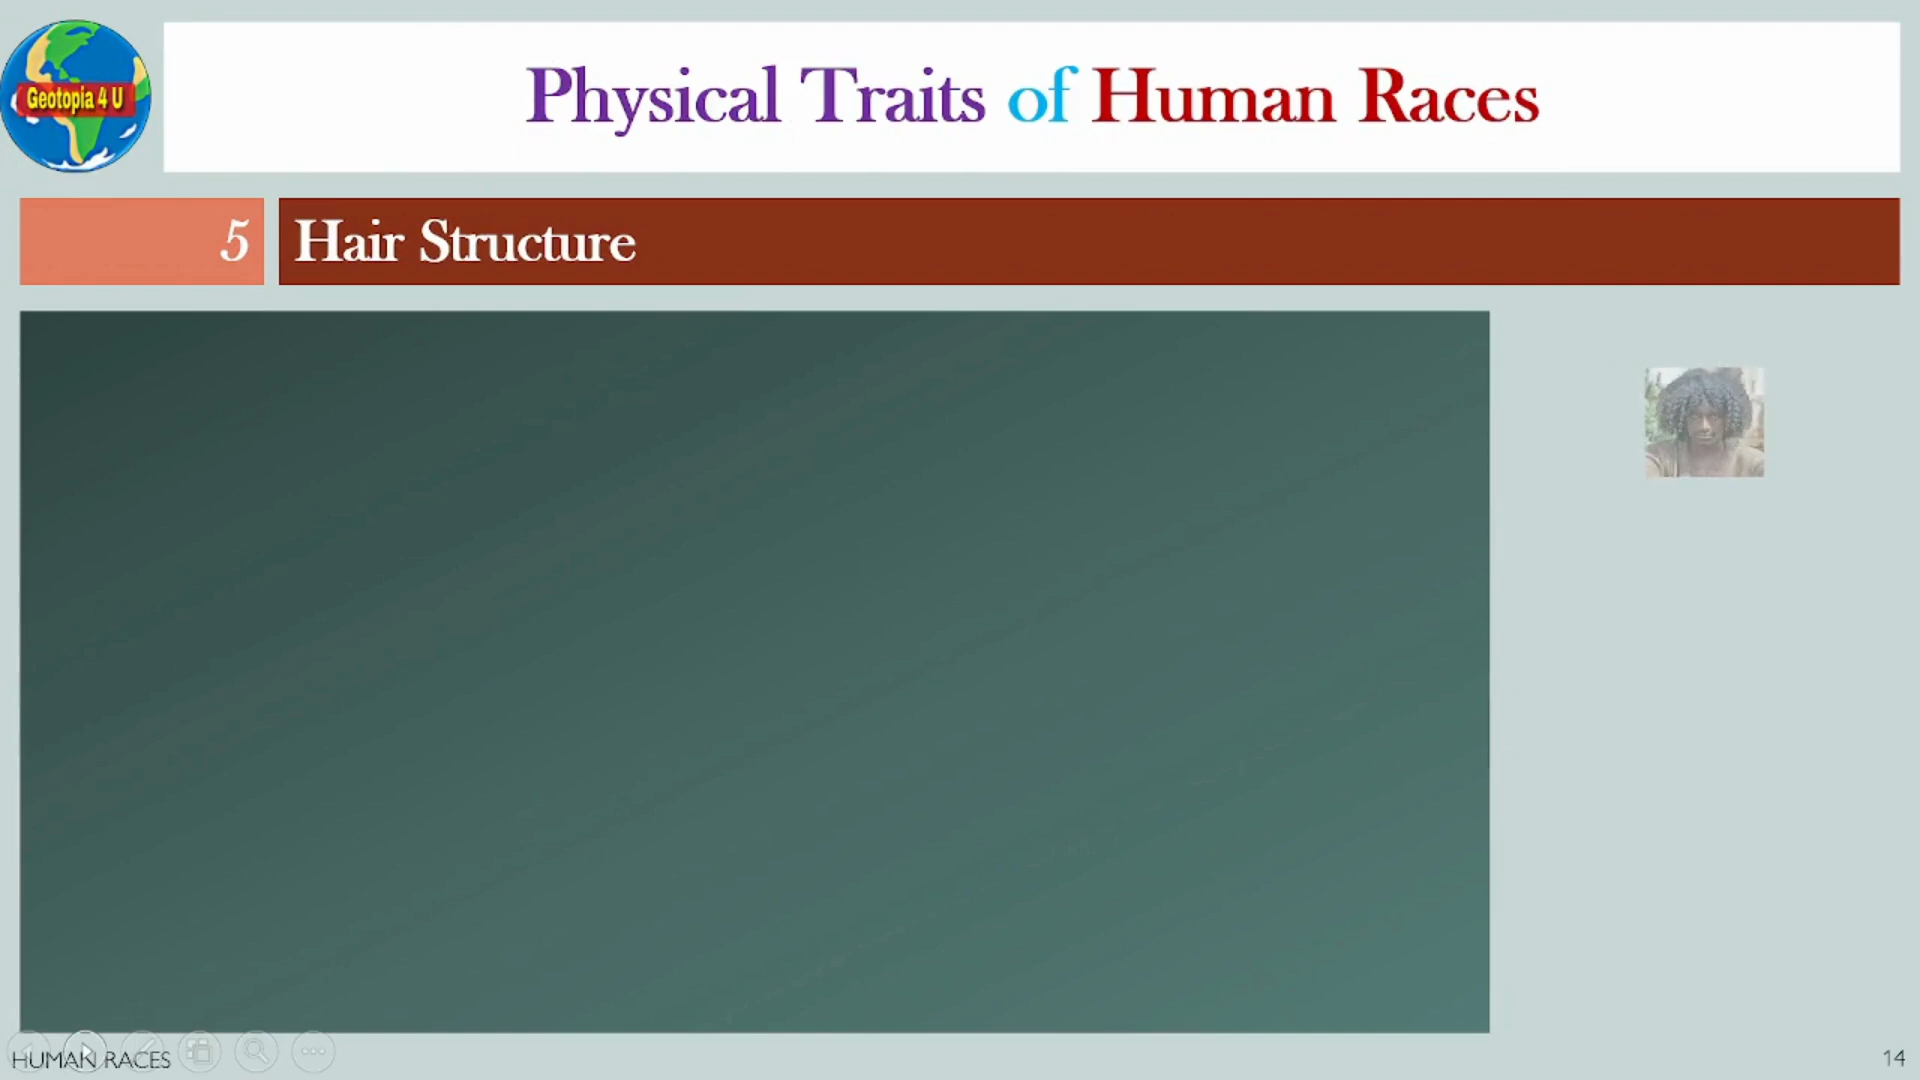 Geotopia 4 U
Physical Traits of Human Races
5
Hair Structure
HUMAN RACES
14